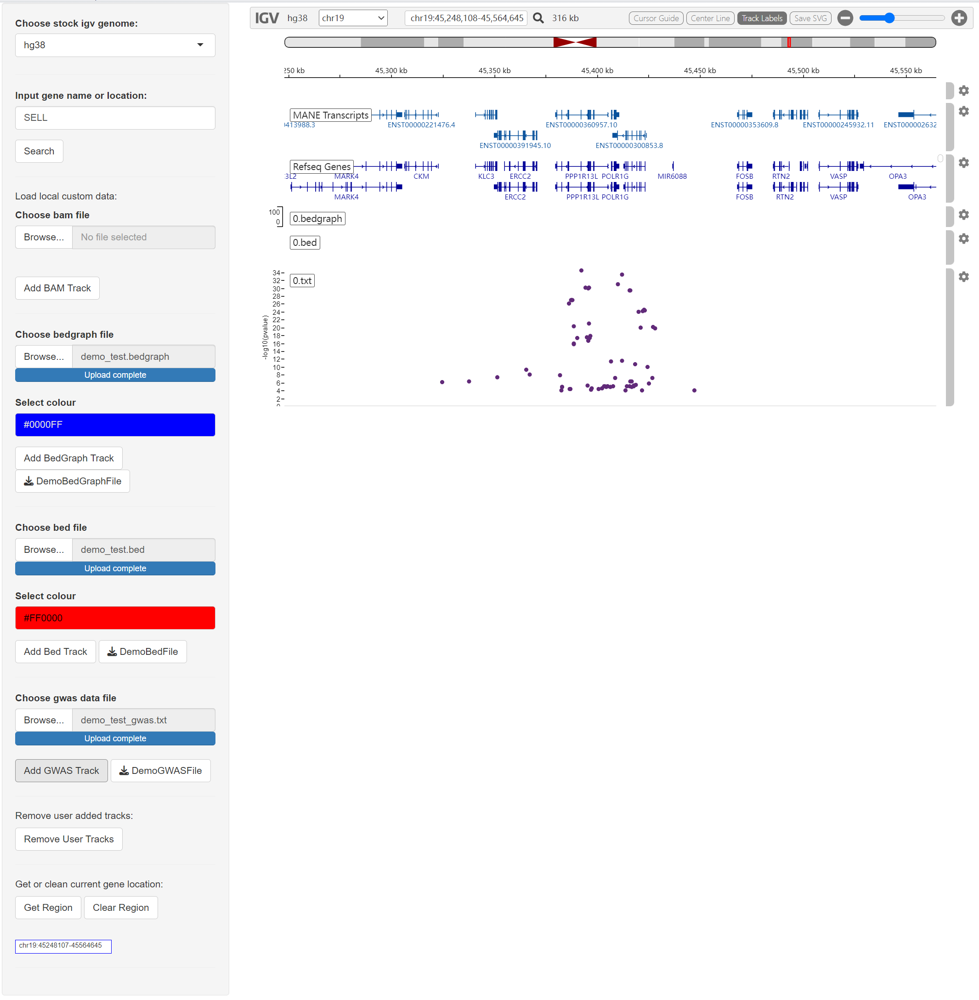 Choose stock igv genome:
hg38
Input gene name or location:
SELL
Search
Load local custom data:
Choose bam file
Browse... No file selected
Add BAM Track
Choose bedgraph file
Browse... demo_test.bedgraph
Upload complete
Select colour
#0000FF
Add BedGraph Track
DemoBedGraphFile
Choose bed file
Browse... demo_test.bed
Upload complete
Select colour
#FF0000
Add Bed Track DemoBedFile
Choose gwas data file
Browse... demo_test_gwas.txt
Upload complete
Add GWAS Track DemoGWASFile
Remove user added tracks:
Remove User Tracks
Get or clean current gene location:
Get Region Clear Region
chr19:45248107-45564645
IGV hg38 chr19 chr19:45,248,108-45,564,645 316 kb Cursor Guide Center Line Track Labels Save SVG
250 kb 45,300 kb 45,350 kb 45,400 kb 45,450 kb 45,500 kb 45,550 kb
MANE Transcripts
413988.3 ENST00000221476.4 ENST00000360957.10 ENST00000353609.8 ENST00000245932.11 ENST000002632
ENST00000391945.10 ENST00000300853.8
Refseq Genes
3L2 MARK4 CKM KLC3 ERCC2 PPP1R13L POLR1G MIR6088 FOSB RTN2 VASP OPA3
MARK4 ERCC2 PPP1R13L POLR1G FOSB RTN2 VASP OPA3
100
0
0.bedgraph
0.bed
0.txt
-log10(pvalue)
34
32
30
28
26
24
22
20
18
16
14
12
10
8
6
4
2
0